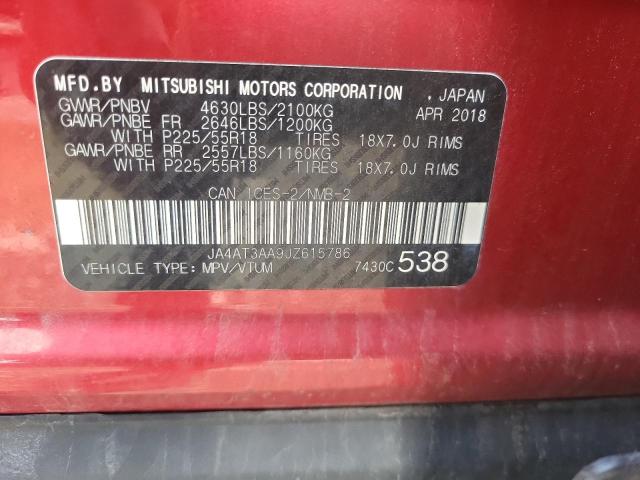 MFD.BY MITSUBISHI MOTORS CORPORATION . JAPAN
GVWR/PNBV 4630LBS/2100KG APR 2018
GAWR/PNBE FR 2646LBS/1200KG
WITH P225/55R18 TIRES 18X7.0J RIMS
GAWR/PNBE RR 2557LBS/1160KG
WITH P225/55R18 TIRES 18X7.0J RIMS
CAN ICES-2/NMB-2
JA4AT3AA9JZ615786
VEHICLE TYPE: MPV/VTUM 7430C 538